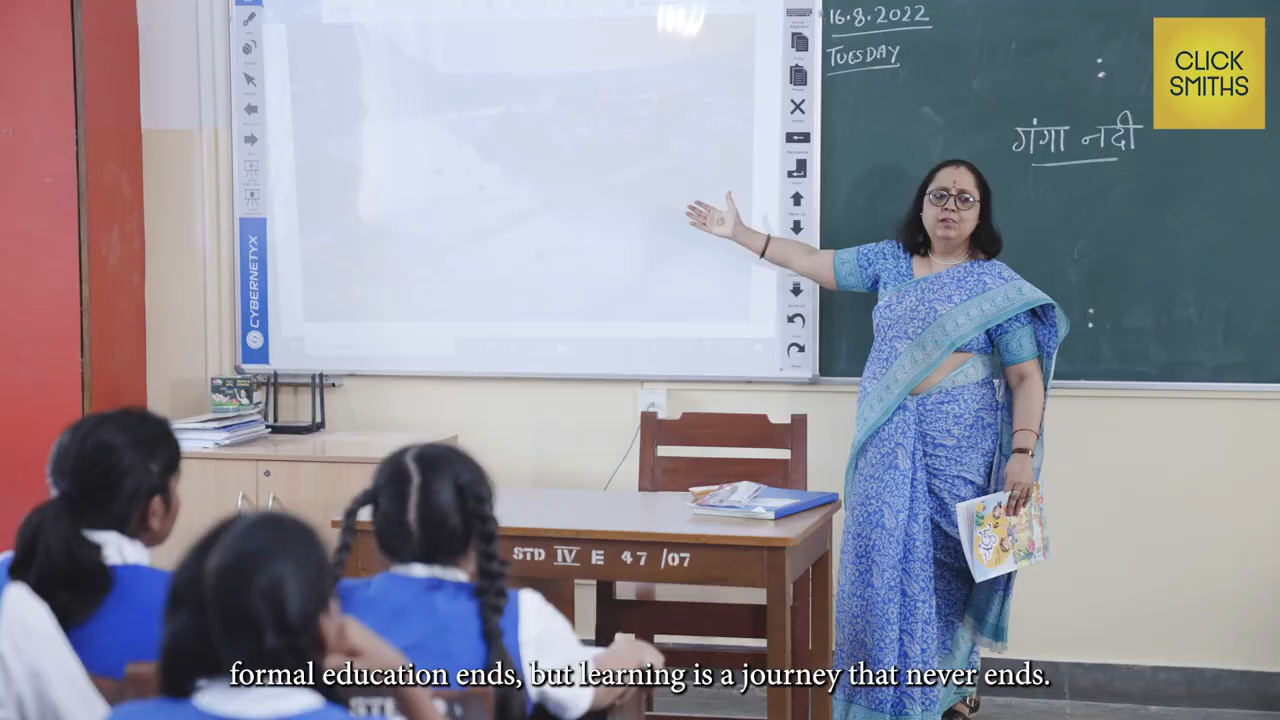 16.8.2022
TUESDAY
CLICK
SMITHS
गंगा नदी
CYBERNETYX
STD IV E 47 /07
formal education ends, but learning is a journey that never ends.